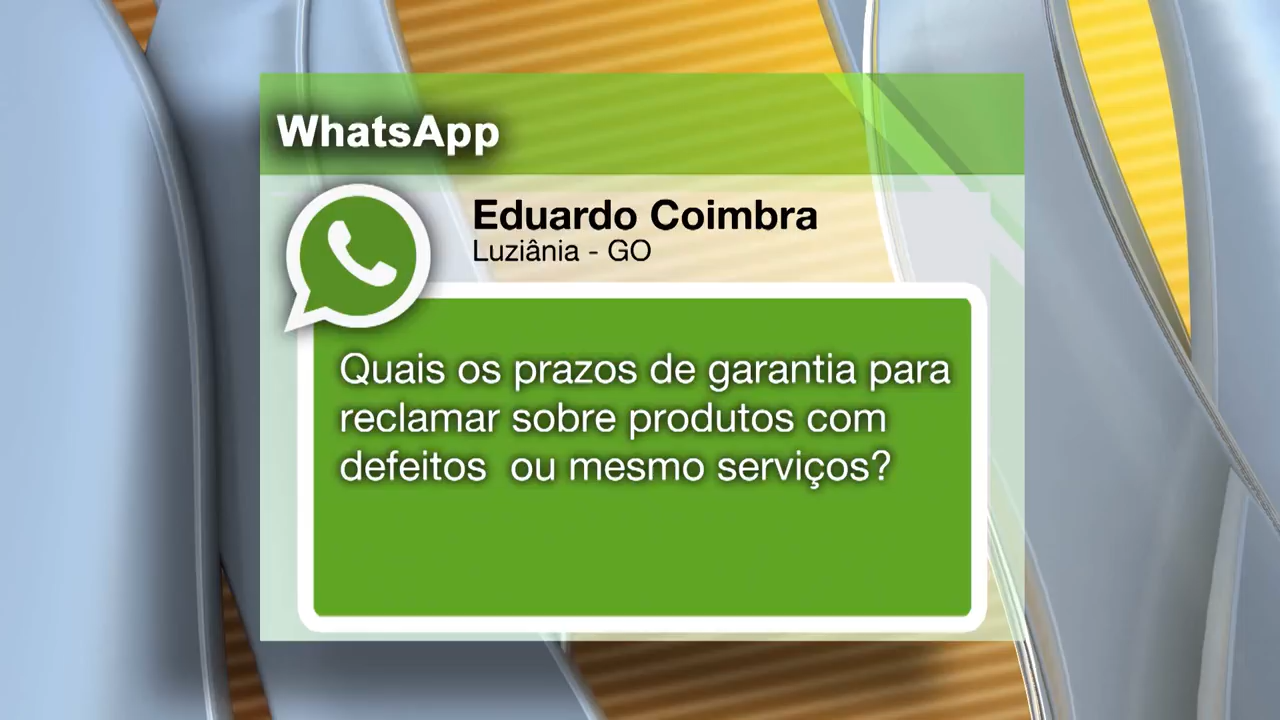 WhatsApp
Eduardo Coimbra
Luziânia - GO
Quais os prazos de garantia para
reclamar sobre produtos com
defeitos  ou mesmo serviços?